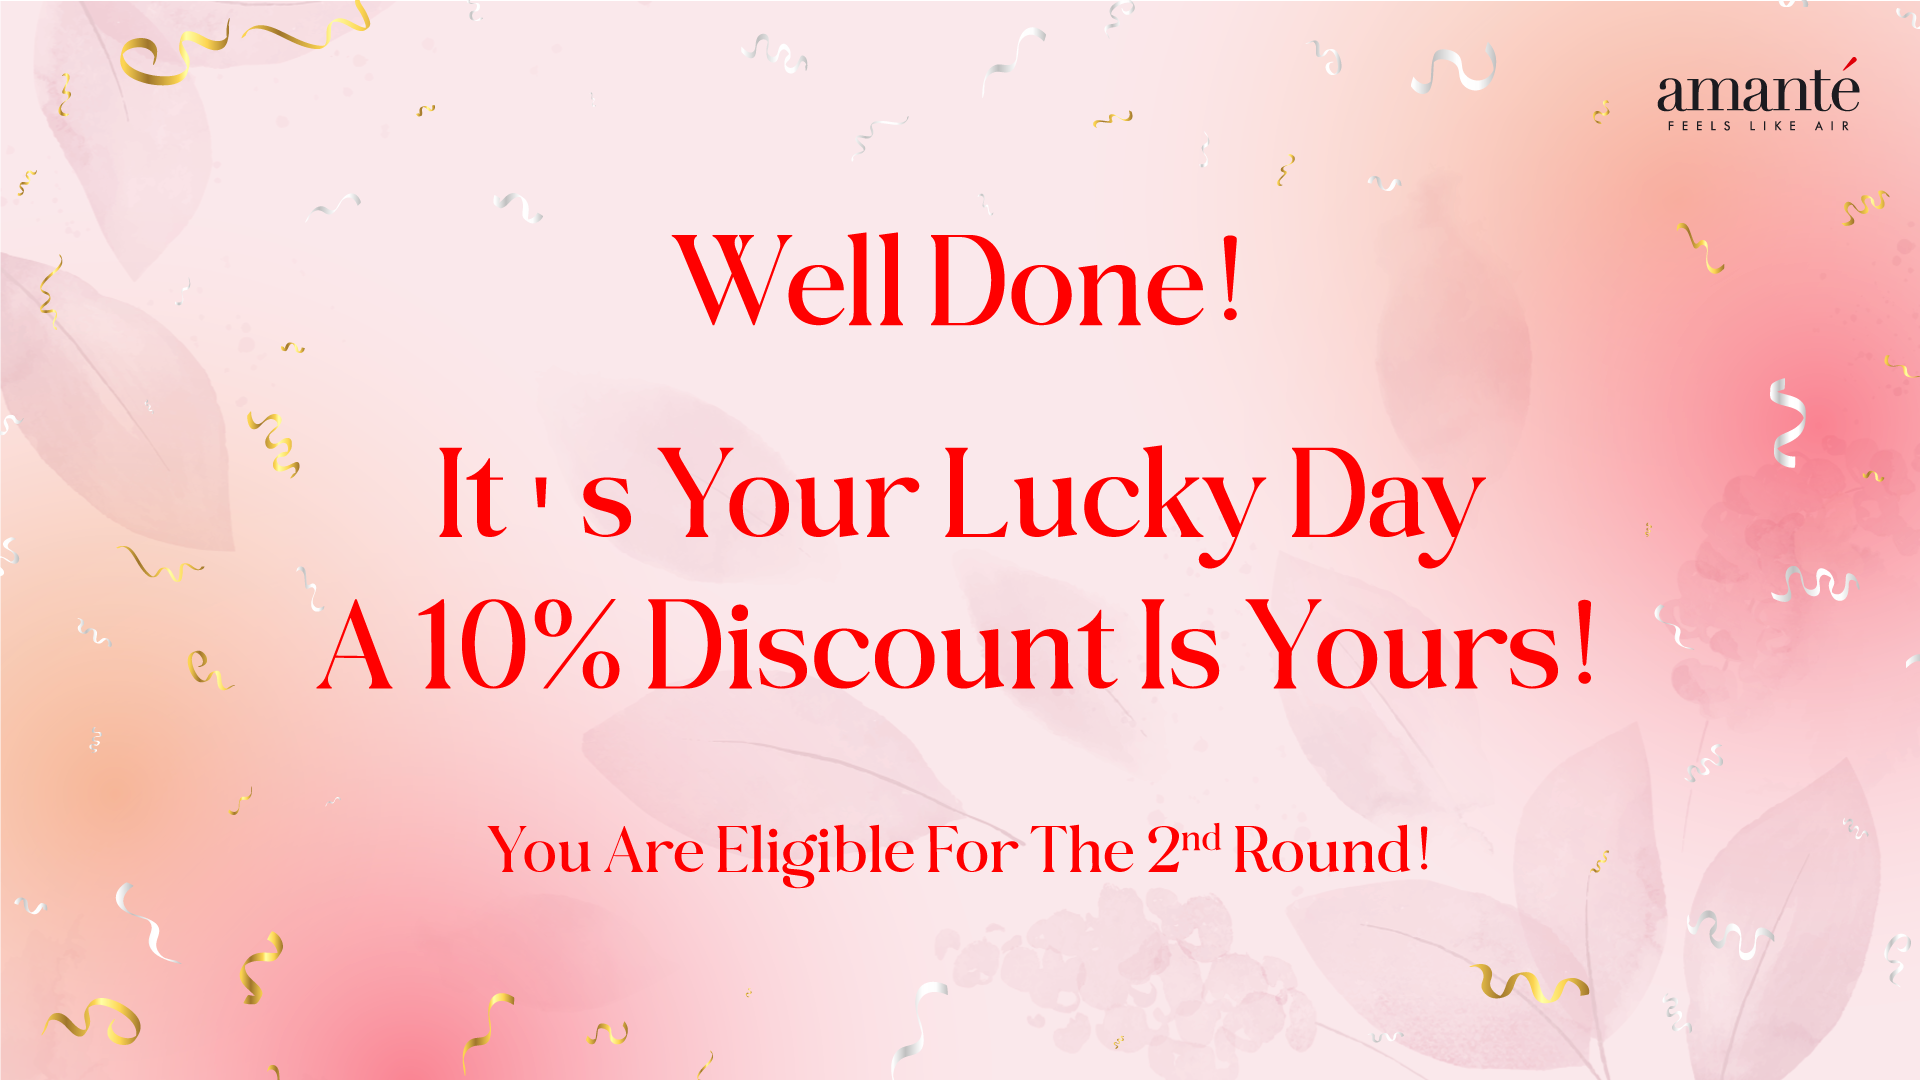 amanté
FEELS LIKE AIR
Well Done!
It's Your Lucky Day
A 10% Discount Is Yours!
You Are Eligible For The 2nd Round!